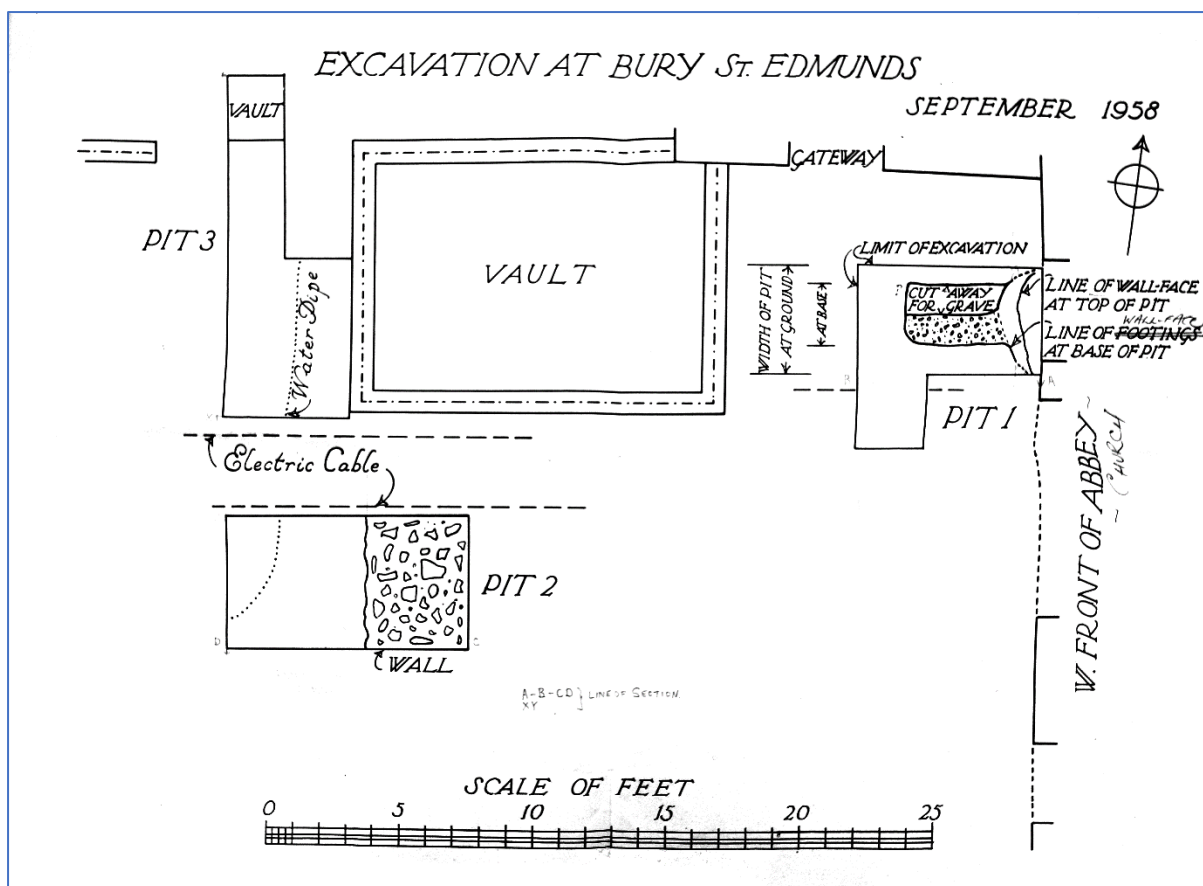 EXCAVATION AT BURY St. EDMUNDS
SEPTEMBER 1958
VAULT
GATEWAY
PIT 3
VAULT
LIMIT OF EXCAVATION
WIDTH OF PIT
AT GROUND
AT BASE
CUT AWAY
FOR GRAVE
LINE OF WALL-FACE
AT TOP OF PIT
WALL-FACE
LINE OF FOOTINGS
AT BASE OF PIT
Water Pipe
B
A
PIT 1
Electric Cable
W. FRONT OF ABBEY
~ CHURCH ~
PIT 2
D
C
WALL
A-B-CD } LINE OF SECTION.
XY
SCALE OF FEET
0 5 10 15 20 25